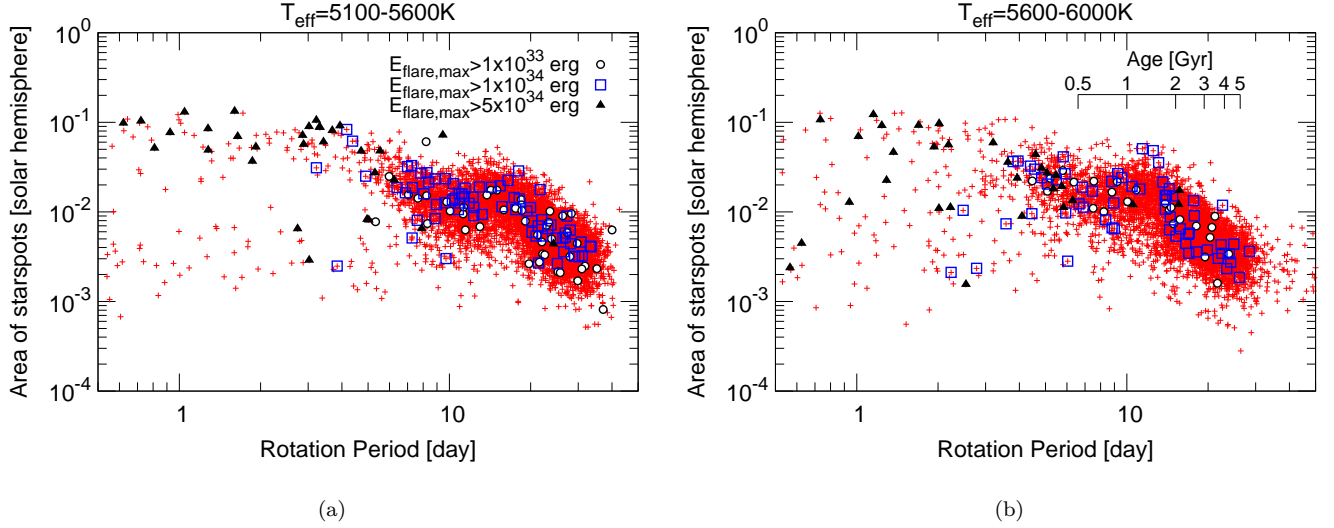 T_eff=5100-5600K
10^0
10^-1
10^-2
10^-3
10^-4
Area of starspots [solar hemisphere]
E_flare,max>1x10^33 erg
E_flare,max>1x10^34 erg
E_flare,max>5x10^34 erg
1 10
Rotation Period [day]
(a)
T_eff=5600-6000K
10^0
10^-1
10^-2
10^-3
10^-4
Area of starspots [solar hemisphere]
Age [Gyr]
0.5 1 2 3 4 5
1 10
Rotation Period [day]
(b)